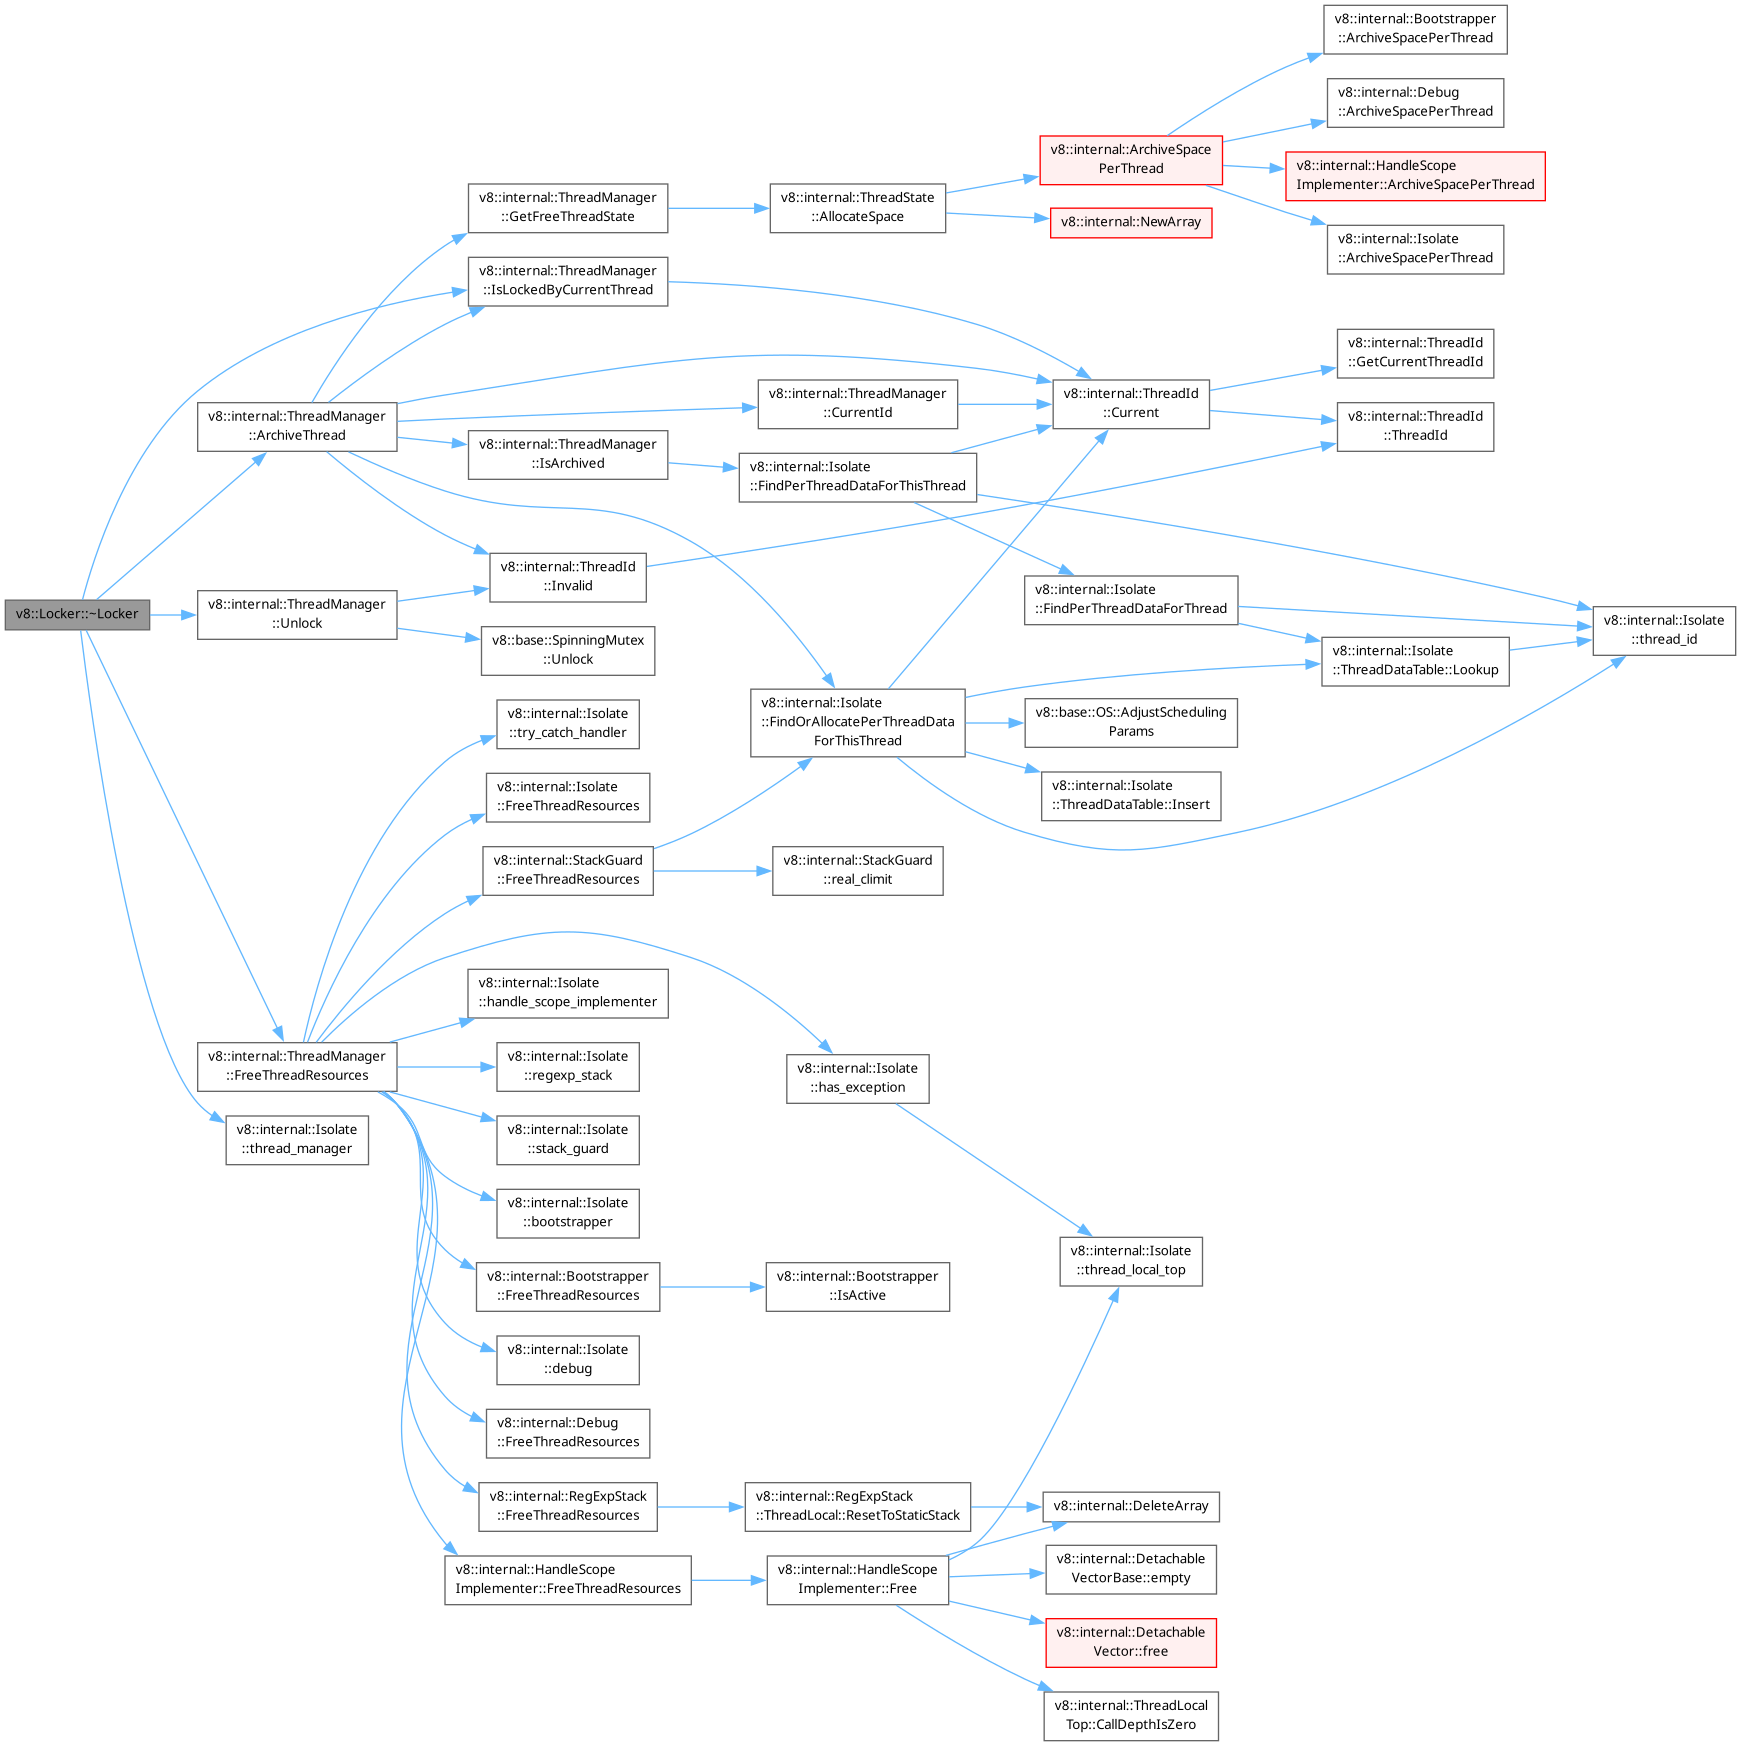 v8::Locker::~Locker
v8::internal::ThreadManager
::ArchiveThread
v8::internal::ThreadManager
::Unlock
v8::internal::ThreadManager
::FreeThreadResources
v8::internal::Isolate
::thread_manager
v8::internal::ThreadManager
::GetFreeThreadState
v8::internal::ThreadManager
::IsLockedByCurrentThread
v8::internal::ThreadManager
::IsArchived
v8::internal::ThreadId
::Invalid
v8::base::SpinningMutex
::Unlock
v8::internal::Isolate
::try_catch_handler
v8::internal::Isolate
::FreeThreadResources
v8::internal::StackGuard
::FreeThreadResources
v8::internal::Isolate
::handle_scope_implementer
v8::internal::Isolate
::regexp_stack
v8::internal::Isolate
::stack_guard
v8::internal::Isolate
::bootstrapper
v8::internal::Bootstrapper
::FreeThreadResources
v8::internal::Isolate
::debug
v8::internal::Debug
::FreeThreadResources
v8::internal::RegExpStack
::FreeThreadResources
v8::internal::HandleScope
Implementer::FreeThreadResources
v8::internal::ThreadState
::AllocateSpace
v8::internal::ThreadManager
::CurrentId
v8::internal::Isolate
::FindPerThreadDataForThisThread
v8::internal::Isolate
::FindOrAllocatePerThreadData
ForThisThread
v8::internal::StackGuard
::real_climit
v8::internal::Isolate
::has_exception
v8::internal::Bootstrapper
::IsActive
v8::internal::RegExpStack
::ThreadLocal::ResetToStaticStack
v8::internal::HandleScope
Implementer::Free
v8::internal::ArchiveSpace
PerThread
v8::internal::NewArray
v8::internal::ThreadId
::Current
v8::internal::Isolate
::FindPerThreadDataForThread
v8::base::OS::AdjustScheduling
Params
v8::internal::Isolate
::ThreadDataTable::Insert
v8::internal::Isolate
::thread_local_top
v8::internal::DeleteArray
v8::internal::Detachable
VectorBase::empty
v8::internal::Detachable
Vector::free
v8::internal::ThreadLocal
Top::CallDepthIsZero
v8::internal::Bootstrapper
::ArchiveSpacePerThread
v8::internal::Debug
::ArchiveSpacePerThread
v8::internal::HandleScope
Implementer::ArchiveSpacePerThread
v8::internal::Isolate
::ArchiveSpacePerThread
v8::internal::ThreadId
::GetCurrentThreadId
v8::internal::ThreadId
::ThreadId
v8::internal::Isolate
::ThreadDataTable::Lookup
v8::internal::Isolate
::thread_id